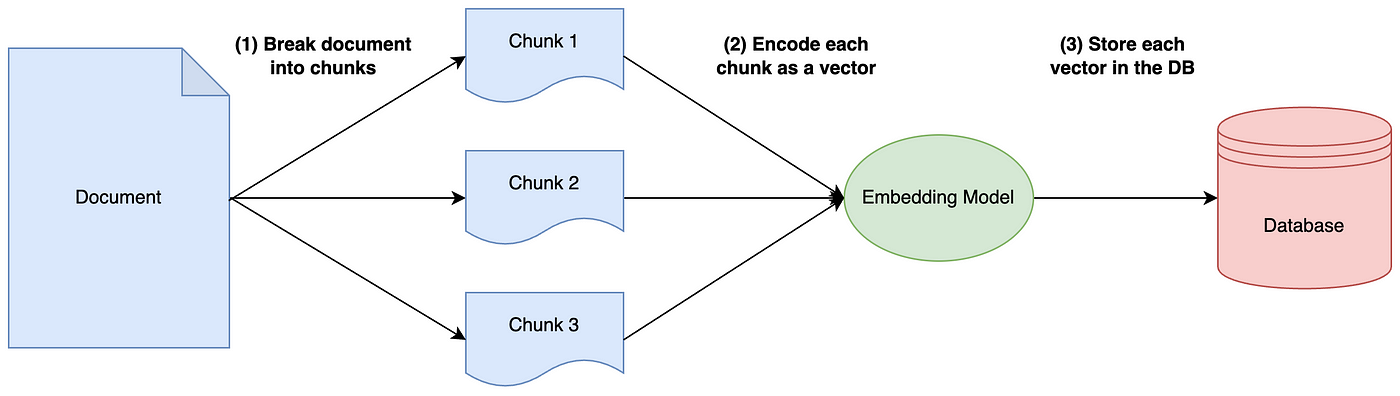 (1) Break document
into chunks
(2) Encode each
chunk as a vector
(3) Store each
vector in the DB
Document
Chunk 1
Chunk 2
Chunk 3
Embedding Model
Database